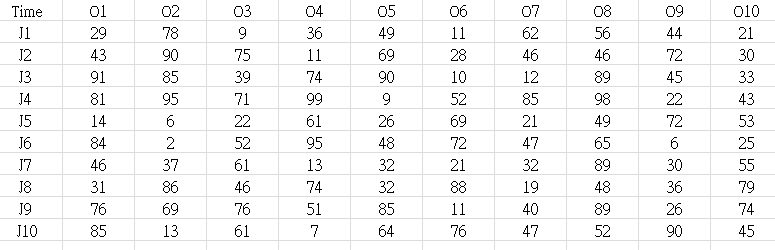 Time O1 O2 O3 O4 O5 O6 O7 O8 O9 O10
J1 29 78 9 36 49 11 62 56 44 21
J2 43 90 75 11 69 28 46 46 72 30
J3 91 85 39 74 90 10 12 89 45 33
J4 81 95 71 99 9 52 85 98 22 43
J5 14 6 22 61 26 69 21 49 72 53
J6 84 2 52 95 48 72 47 65 6 25
J7 46 37 61 13 32 21 32 89 30 55
J8 31 86 46 74 32 88 19 48 36 79
J9 76 69 76 51 85 11 40 89 26 74
J10 85 13 61 7 64 76 47 52 90 45